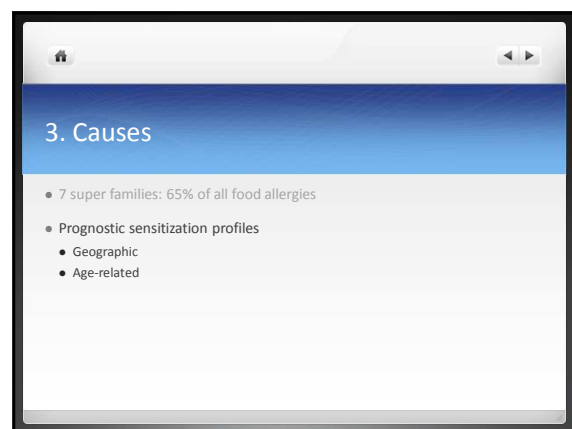 3. Causes
● 7 super families: 65% of all food allergies
● Prognostic sensitization profiles
● Geographic
● Age-related